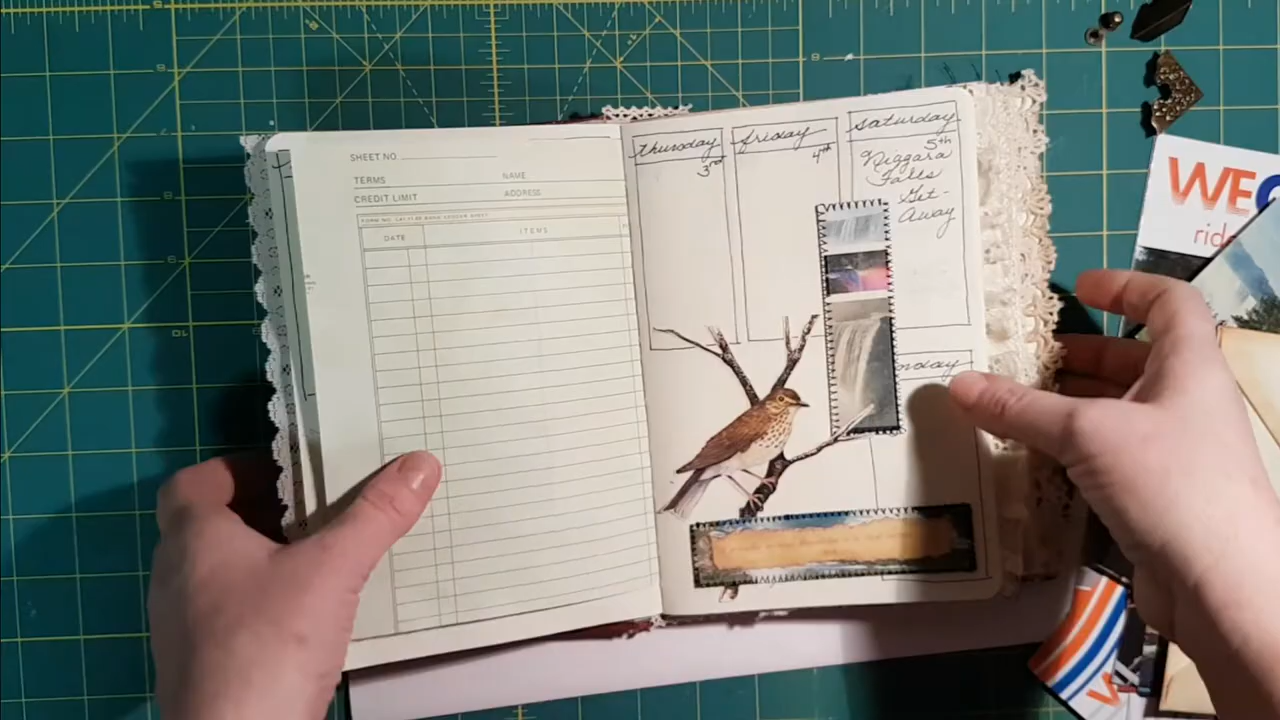 SHEET NO.
TERMS
NAME
CREDIT LIMIT
ADDRESS
DATE
ITEMS
thursday
3rd
friday
4th
saturday
5th
Niagara
Falls
Get-
Away
WE